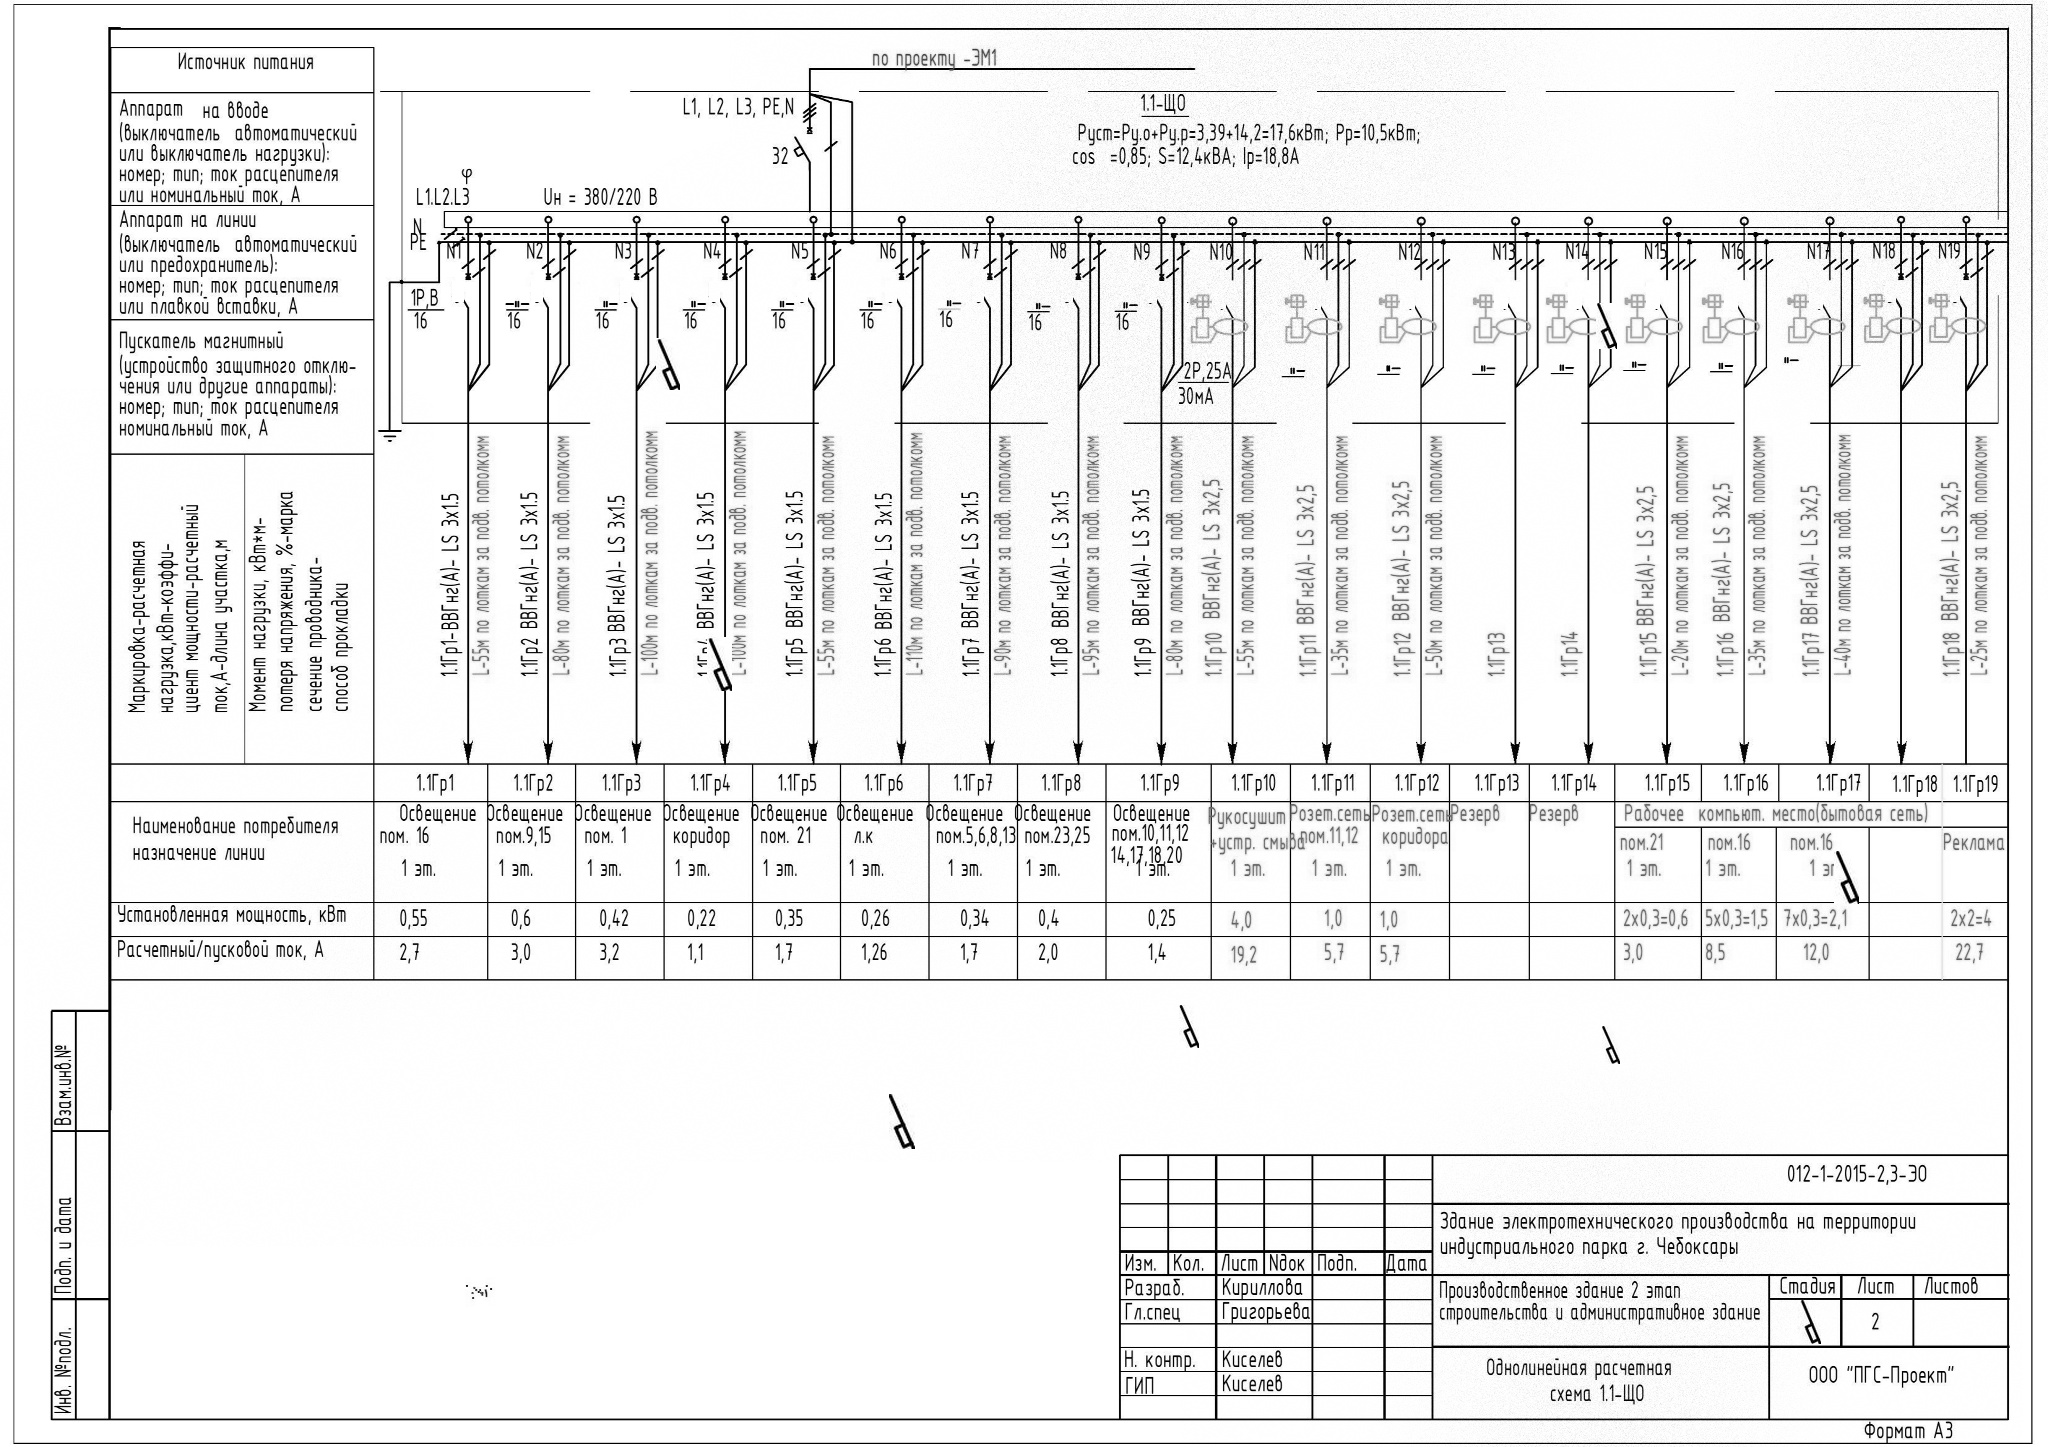 Источник питания
Аппарат на вводе
(выключатель автоматический
или выключатель нагрузки):
номер; тип; ток расцепителя
или номинальный ток, А
Аппарат на линии
(выключатель автоматический
или предохранитель):
номер; тип; ток расцепителя
или плавкой вставки, А
Пускатель магнитный
(устройство защитного отклю-
чения или другие аппараты):
номер; тип; ток расцепителя
номинальный ток, А
Маркировка-расчетная
нагрузка,кВт-коэффи-
циент мощности-расчетный
ток,А-длина участка,м
Момент нагрузки, кВт*м-
потеря напряжения, %-марка
сечение проводника-
способ прокладки
по проекту -ЭМ1
L1, L2, L3, PE,N
32
1.1-ЩО
Руст=Ру.о+Ру.р=3,39+14,2=17,6кВт; Рр=10,5кВт;
cos =0,85; S=12,4кВА; Iр=18,8А
φ
L1.L2.L3
Uн = 380/220 В
N
PE
N1 N2 N3 N4 N5 N6 N7 N8 N9 N10 N11 N12 N13 N14 N15 N16 N17 N18 N19
1Р,В
16
"— 16
"— 16
"— 16
"— 16
"— 16
"— 16
"— 16
"— 16
2Р,25А
30мА
"— "— "— "— "— "— "—
1.1Гр1-ВВГнг(А)- LS 3х1.5
L-55м по лоткам за подв. потолкомм
1.1Гр2 ВВГнг(А)- LS 3х1.5
L-80м по лоткам за подв. потолкомм
1.1Гр3 ВВГнг(А)- LS 3х1.5
L-100м по лоткам за подв. потолкомм
ВВГнг(А)- LS 3х1.5
L-100м по лоткам за подв. потолкомм
1.1Гр5 ВВГнг(А)- LS 3х1.5
L-55м по лоткам за подв. потолкомм
1.1Гр6 ВВГнг(А)- LS 3х1.5
L-110м по лоткам за подв. потолкомм
1.1Гр7 ВВГнг(А)- LS 3х1.5
L-90м по лоткам за подв. потолкомм
1.1Гр8 ВВГнг(А)- LS 3х1.5
L-95м по лоткам за подв. потолкомм
1.1Гр9 ВВГнг(А)- LS 3х1.5
L-80м по лоткам за подв. потолкомм
1.1Гр10 ВВГнг(А)- LS 3х2,5
L-55м по лоткам за подв. потолкомм
1.1Гр11 ВВГнг(А)- LS 3х2,5
L-35м по лоткам за подв. потолкомм
1.1Гр12 ВВГнг(А)- LS 3х2,5
L-50м по лоткам за подв. потолкомм
1.1Гр13
1.1Гр14
1.1Гр15 ВВГнг(А)- LS 3х2,5
L-20м по лоткам за подв. потолкомм
1.1Гр16 ВВГнг(А)- LS 3х2,5
L-35м по лоткам за подв. потолкомм
1.1Гр17 ВВГнг(А)- LS 3х2,5
L-40м по лоткам за подв. потолкомм
1.1Гр18 ВВГнг(А)- LS 3х2,5
L-25м по лоткам за подв. потолкомм
1.1Гр1 1.1Гр2 1.1Гр3 1.1Гр4 1.1Гр5 1.1Гр6 1.1Гр7 1.1Гр8 1.1Гр9 1.1Гр10 1.1Гр11 1.1Гр12 1.1Гр13 1.1Гр14 1.1Гр15 1.1Гр16 1.1Гр17 1.1Гр18 1.1Гр19
Наименование потребителя
назначение линии
Освещение
пом. 16
1 эт.
Освещение
пом.9,15
1 эт.
Освещение
пом. 1
1 эт.
Освещение
коридор
1 эт.
Освещение
пом. 21
1 эт.
Освещение
л.к
1 эт.
Освещение
пом.5,6,8,13
1 эт.
Освещение
пом.23,25
1 эт.
Освещение
пом.10,11,12
14,17,18,20
1 эт.
Рукосушит
+устр. смыва
1 эт.
Розет.сеть
пом.11,12
1 эт.
Розет.сеть
коридора
1 эт.
Резерв
Резерв
Рабочее компьют. место(бытовая сеть)
пом.21
1 эт.
пом.16
1 эт.
пом.16
1
Реклама
Установленная мощность, кВт 0,55 0,6 0,42 0,22 0,35 0,26 0,34 0,4 0,25 4,0 1,0 1,0 2х0,3=0,6 5х0,3=1,5 7х0,3=2,1 2х2=4
Расчетный/пусковой ток, А 2,7 3,0 3,2 1,1 1,7 1,26 1,7 2,0 1,4 19,2 5,7 5,7 3,0 8,5 12,0 22,7
Взам.инв.№
Подп. и дата
Инв. №подл.
012-1-2015-2,3-ЭО
Здание электротехнического производства на территории
индустриального парка г. Чебоксары
Изм. Кол. Лист Nдок Подп. Дата
Разраб. Кириллова
Гл.спец Григорьева
Н. контр. Киселев
ГИП Киселев
Производственное здание 2 этап
строительства и административное здание
Стадия Лист Листов
2
Однолинейная расчетная
схема 1.1-ЩО
ООО "ПГС-Проект"
Формат А3